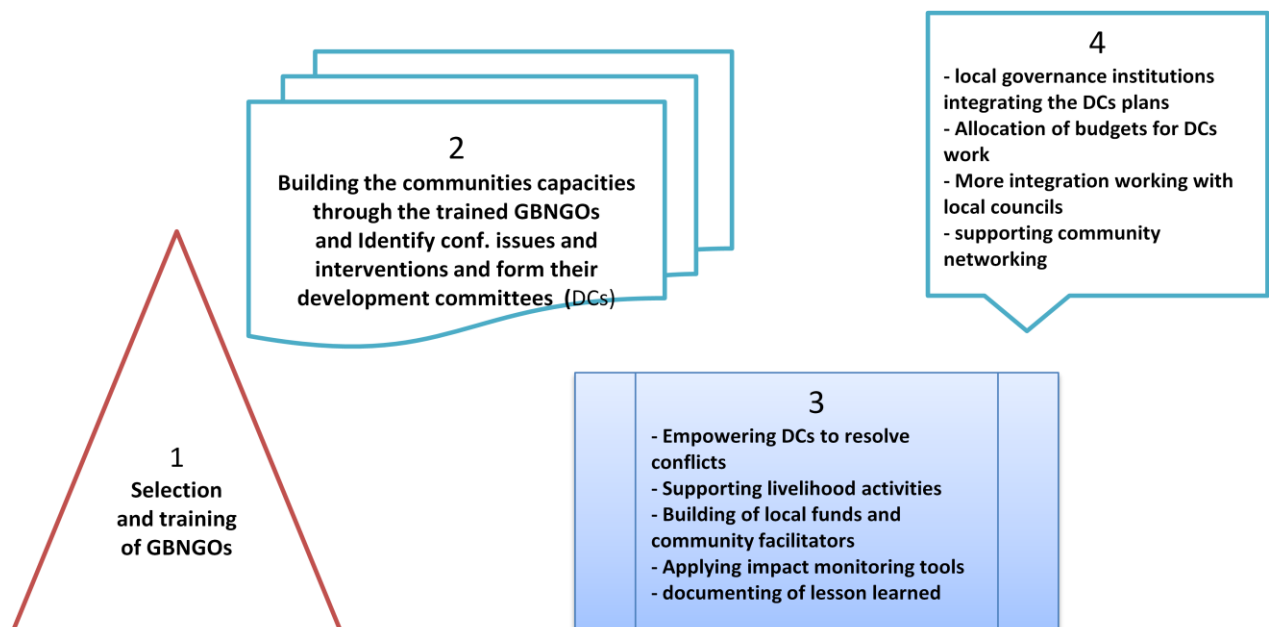 1
Selection
and training
of GBNGOs
2
Building the communities capacities
through the trained GBNGOs
and Identify conf. issues and
interventions and form their
development committees  (DCs)
3
- Empowering DCs to resolve
conflicts
- Supporting livelihood activities
- Building of local funds and
community facilitators
- Applying impact monitoring tools
- documenting of lesson learned
4
- local governance institutions
integrating the DCs plans
- Allocation of budgets for DCs
work
- More integration working with
local councils
- supporting community
networking